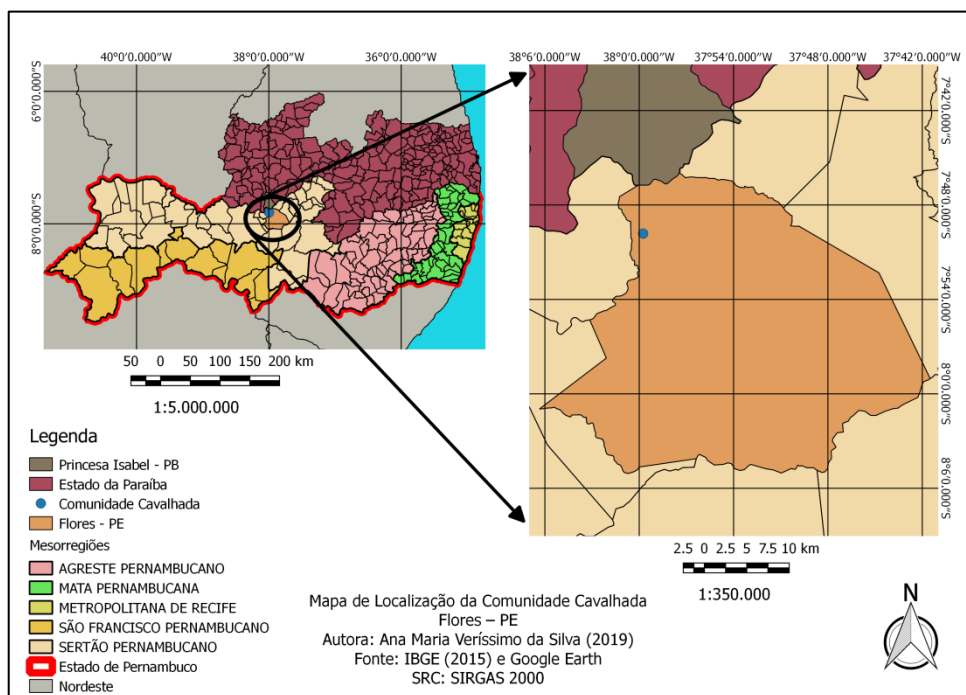 40°0.000'W
38°0.000'W
36°0.000'W
6°0.000'S
8°0.000'S
50 0 50 100 150 200 km
1:5.000.000
38°6'0.000"W
38°0'0.000"W
37°54'0.000"W
37°48'0.000"W
37°42'0.000"W
7°42'0.000"S
7°48'0.000"S
7°54'0.000"S
8°0'0.000"S
8°6'0.000"S
2.5 0 2.5 5 7.5 10 km
1:350.000
Legenda
Princesa Isabel - PB
Estado da Paraíba
Comunidade Cavalhada
Flores - PE
Mesorregiões
AGRESTE PERNAMBUCANO
MATA PERNAMBUCANA
METROPOLITANA DE RECIFE
SÃO FRANCISCO PERNAMBUCANO
SERTÃO PERNAMBUCANO
Estado de Pernambuco
Nordeste
Mapa de Localização da Comunidade Cavalhada
Flores – PE
Autora: Ana Maria Veríssimo da Silva (2019)
Fonte: IBGE (2015) e Google Earth
SRC: SIRGAS 2000
N